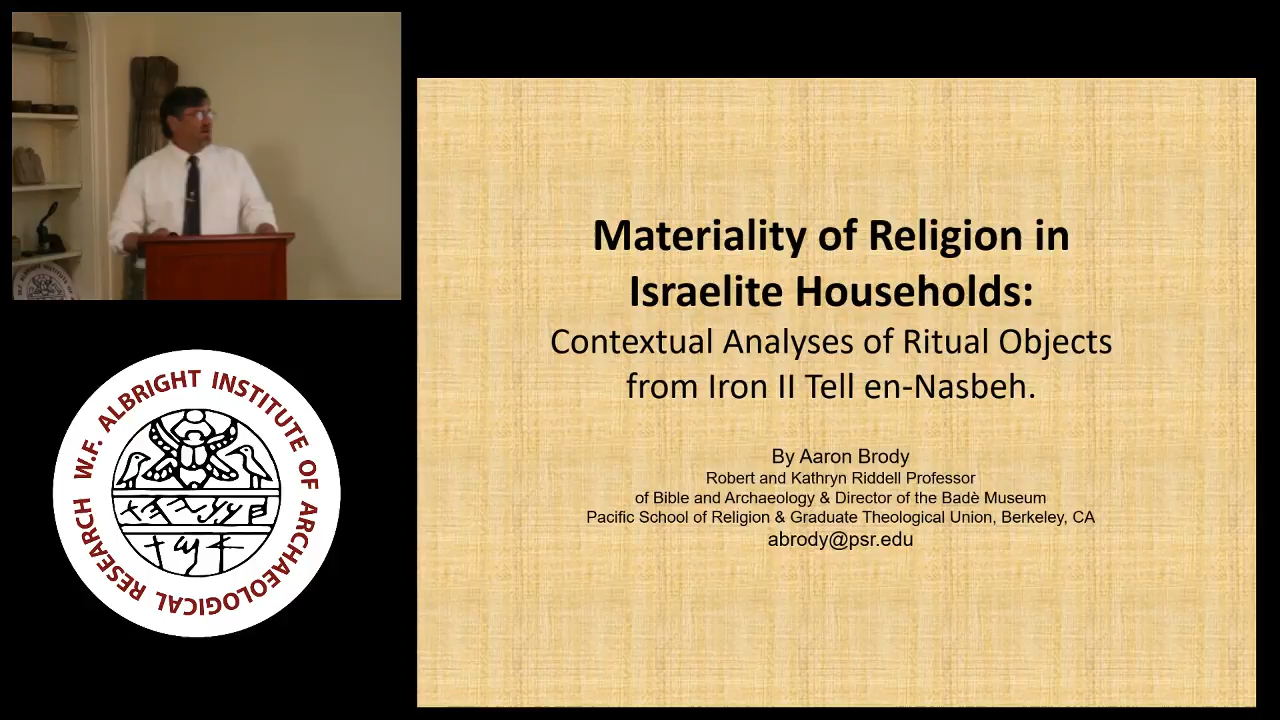 Materiality of Religion in
Israelite Households:
Contextual Analyses of Ritual Objects
from Iron II Tell en-Nasbeh.
By Aaron Brody
Robert and Kathryn Riddell Professor
of Bible and Archaeology & Director of the Badè Museum
Pacific School of Religion & Graduate Theological Union, Berkeley, CA
abrody@psr.edu
W.F. ALBRIGHT INSTITUTE OF ARCHAEOLOGICAL RESEARCH